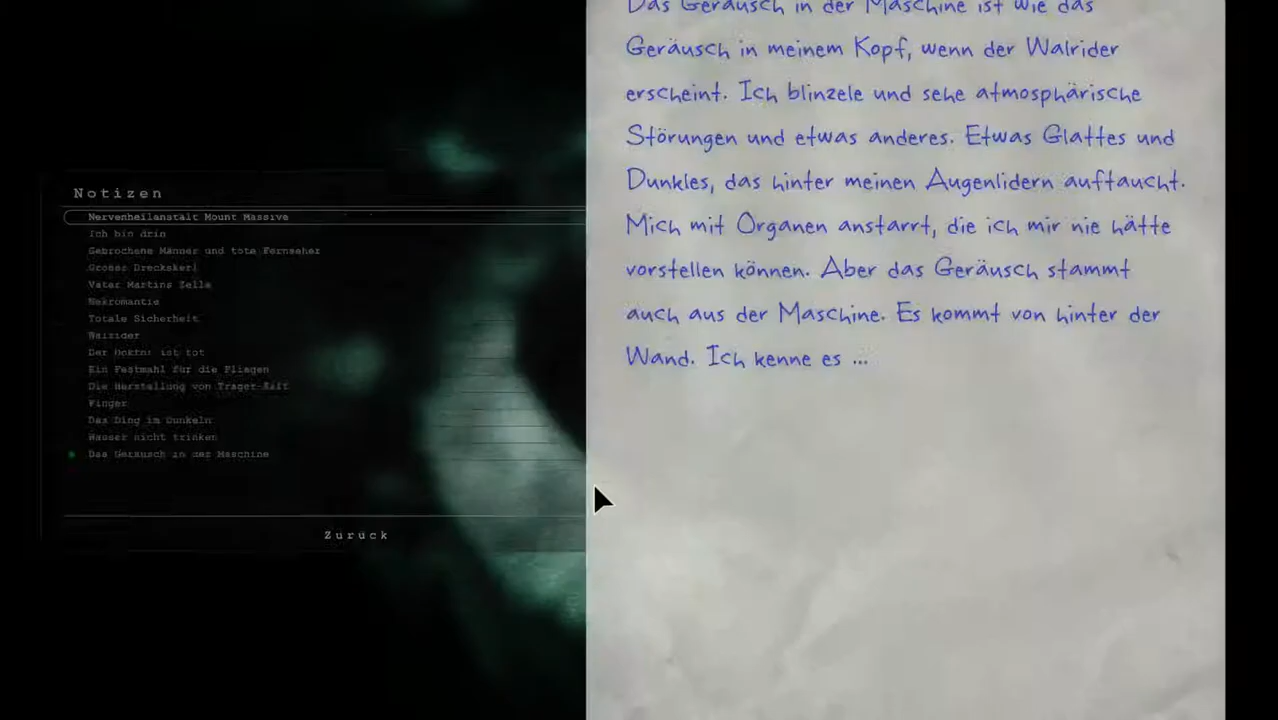 Notizen
Nervenheilanstalt Mount Massive
Ich bin drin
Gebrochene Männer und tote Fernseher
Großer Dreckskerl
Vater Martins Zelle
Nekromantie
Totale Sicherheit
Walrider
Der Doktor ist tot
Ein Festmahl für die Fliegen
Die Herstellung von Trager-Saft
Finger
Das Ding im Dunkeln
Wasser nicht trinken
Das Geräusch in der Maschine
Zurück
Das Geräusch in der Maschine ist wie das
Geräusch in meinem Kopf, wenn der Walrider
erscheint. Ich blinzele und sehe atmosphärische
Störungen und etwas anderes. Etwas Glattes und
Dunkles, das hinter meinen Augenlidern auftaucht.
Mich mit Organen anstarrt, die ich mir nie hätte
vorstellen können. Aber das Geräusch stammt
auch aus der Maschine. Es kommt von hinter der
Wand. Ich kenne es ...